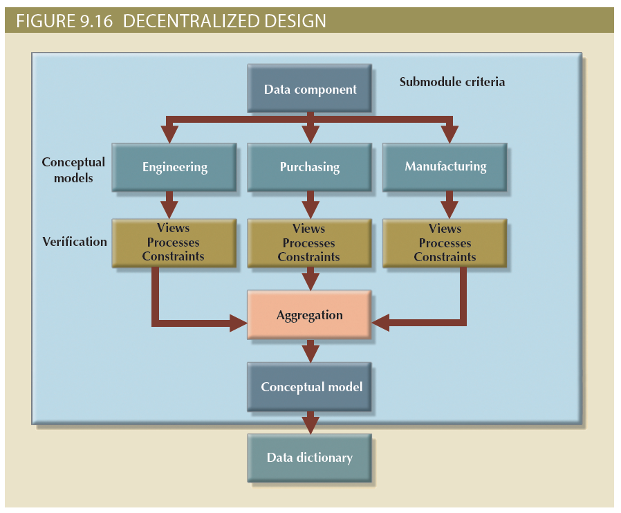 FIGURE 9.16 DECENTRALIZED DESIGN
Data component
Submodule criteria
Conceptual
models
Engineering
Purchasing
Manufacturing
Verification
Views
Processes
Constraints
Views
Processes
Constraints
Views
Processes
Constraints
Aggregation
Conceptual model
Data dictionary